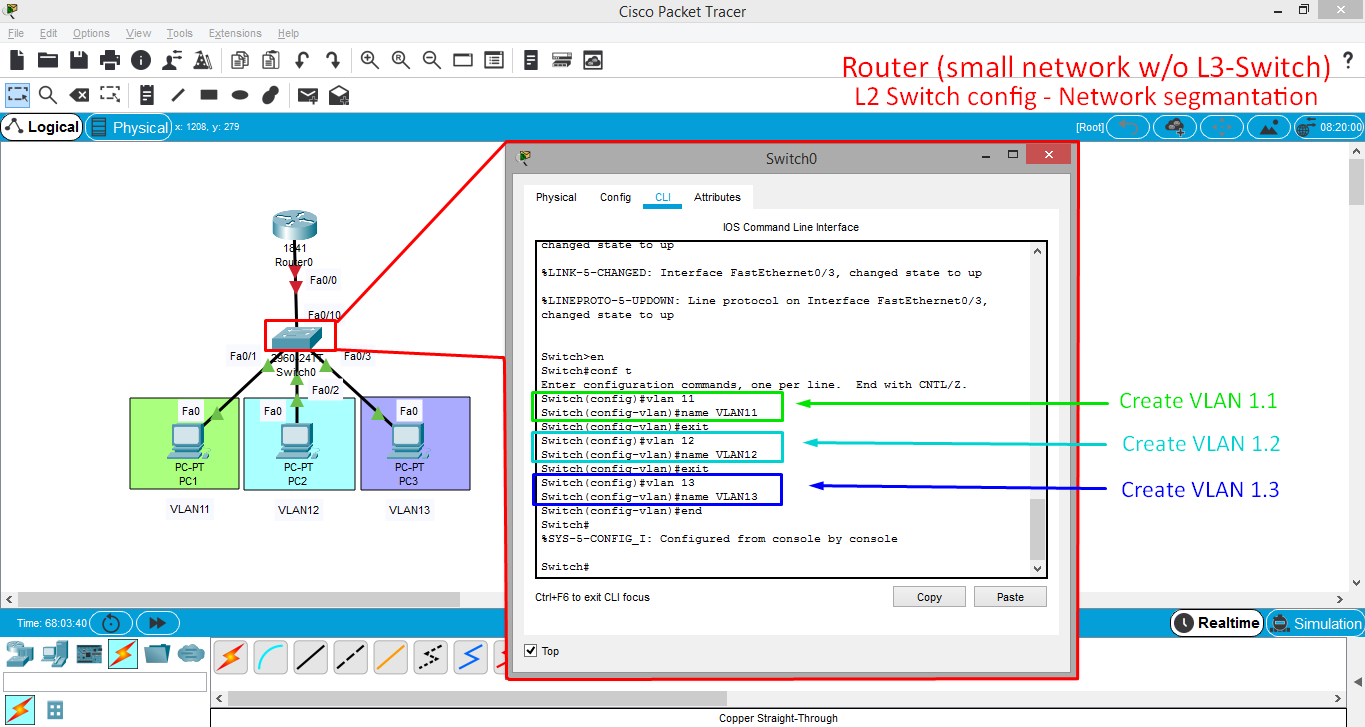 Cisco Packet Tracer
File Edit Options View Tools Extensions Help
Router (small network w/o L3-Switch) ?
L2 Switch config - Network segmantation
Logical Physical x: 1208, y: 279 [Root] 08:20:00
Switch0
Physical Config CLI Attributes
IOS Command Line Interface
changed state to up
%LINK-5-CHANGED: Interface FastEthernet0/3, changed state to up
%LINEPROTO-5-UPDOWN: Line protocol on Interface FastEthernet0/3,
changed state to up
Switch>en
Switch#conf t
Enter configuration commands, one per line. End with CNTL/Z.
Switch(config)#vlan 11
Switch(config-vlan)#name VLAN11
Switch(config-vlan)#exit
Switch(config)#vlan 12
Switch(config-vlan)#name VLAN12
Switch(config-vlan)#exit
Switch(config)#vlan 13
Switch(config-vlan)#name VLAN13
Switch(config-vlan)#end
Switch#
%SYS-5-CONFIG_I: Configured from console by console
Switch#
Ctrl+F6 to exit CLI focus
Copy Paste
Top
Create VLAN 1.1
Create VLAN 1.2
Create VLAN 1.3
1841
Router0
Fa0/0
Fa0/10
Fa0/1 2960-24TT Fa0/3
Switch0
Fa0/2
Fa0 Fa0 Fa0
PC-PT PC-PT PC-PT
PC1 PC2 PC3
VLAN11 VLAN12 VLAN13
Time: 68:03:40 Realtime Simulation
Copper Straight-Through